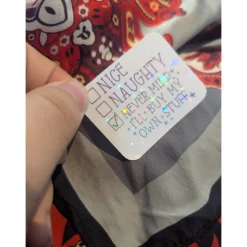 NICE
NAUGHTY
NEVER MIND
I'LL BUY MY
OWN STUFF